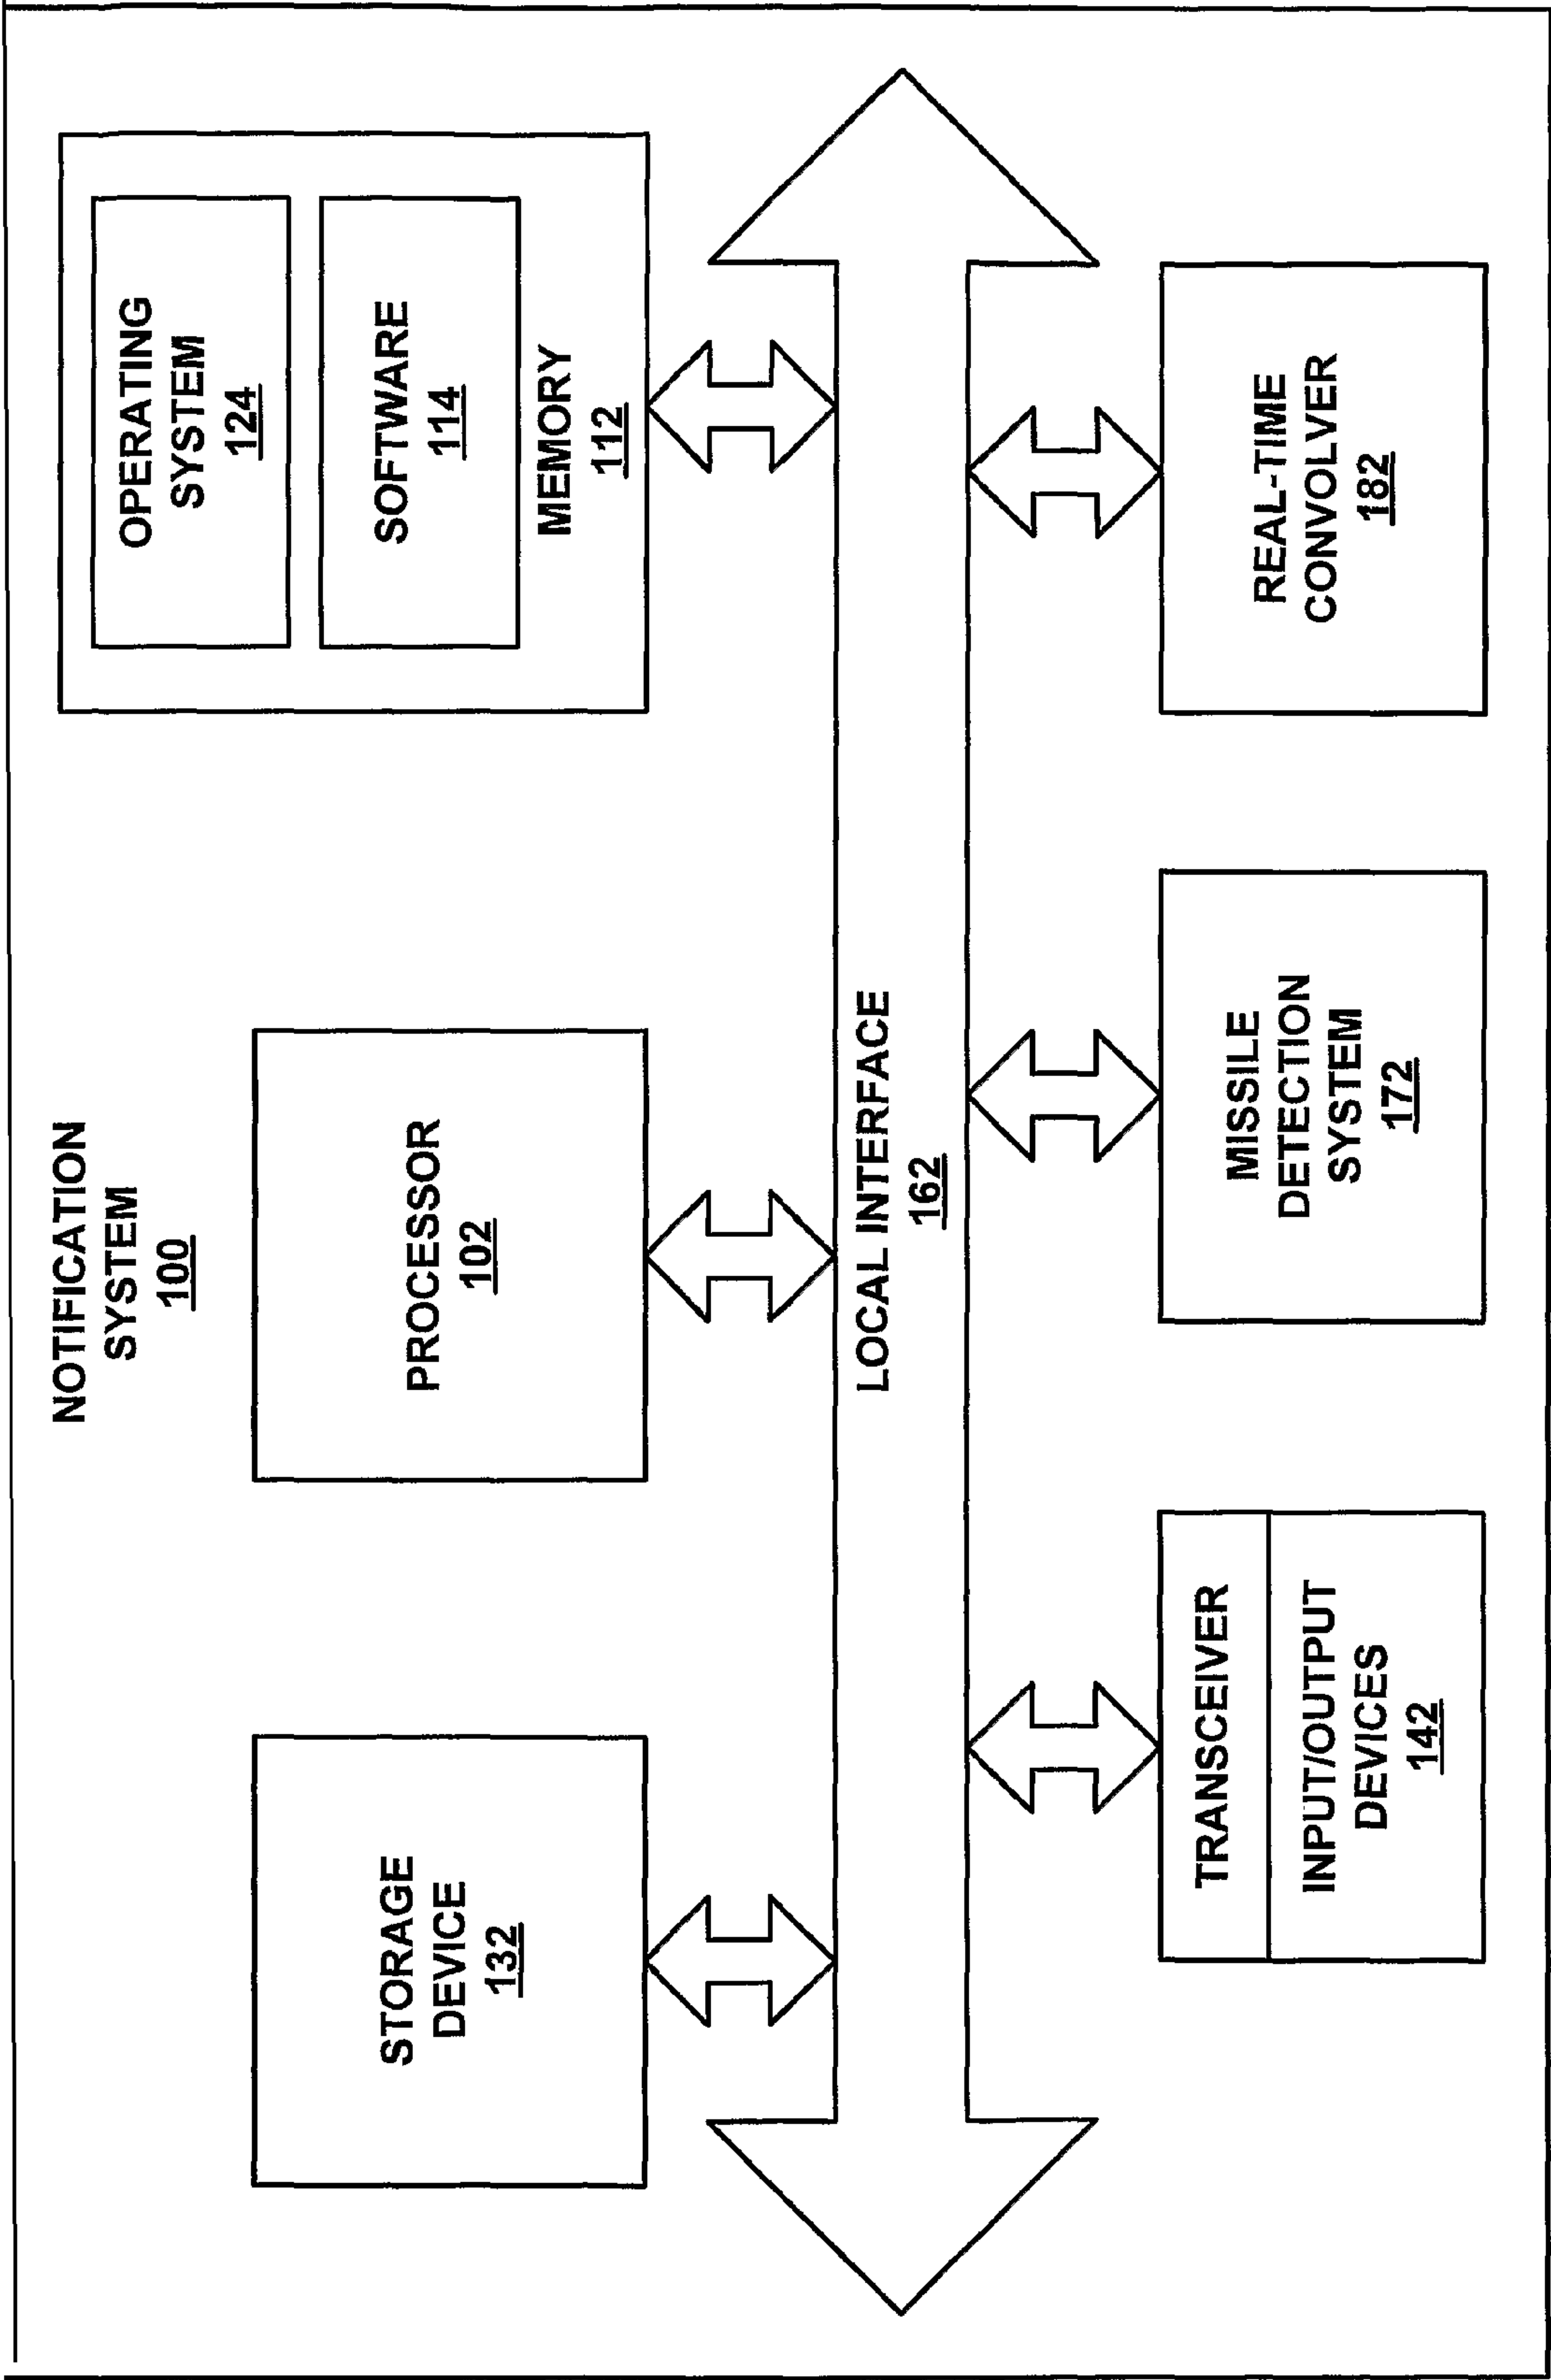 NOTIFICATION
SYSTEM
100
STORAGE
DEVICE
132
PROCESSOR
102
OPERATING
SYSTEM
124
SOFTWARE
114
MEMORY
112
LOCAL INTERFACE
162
TRANSCEIVER
INPUT/OUTPUT
DEVICES
142
MISSILE
DETECTION
SYSTEM
172
REAL-TIME
CONVOLVER
182